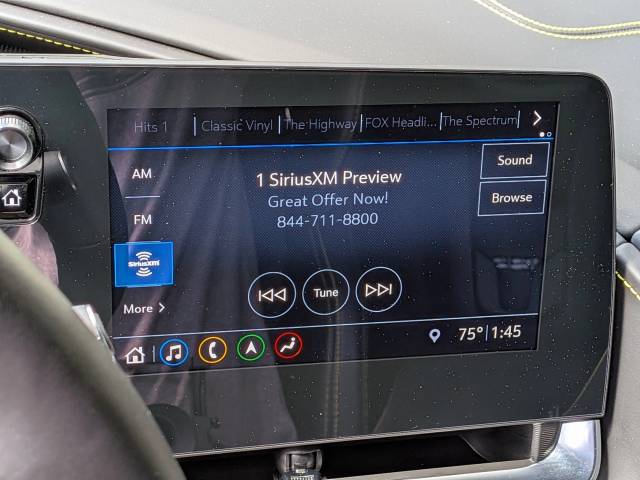 Hits 1 Classic Vinyl The Highway FOX Headli... The Spectrum
AM
1 SiriusXM Preview
Sound
Great Offer Now!
Browse
FM
844-711-8800
SiriusXM
More
Tune
75° 1:45